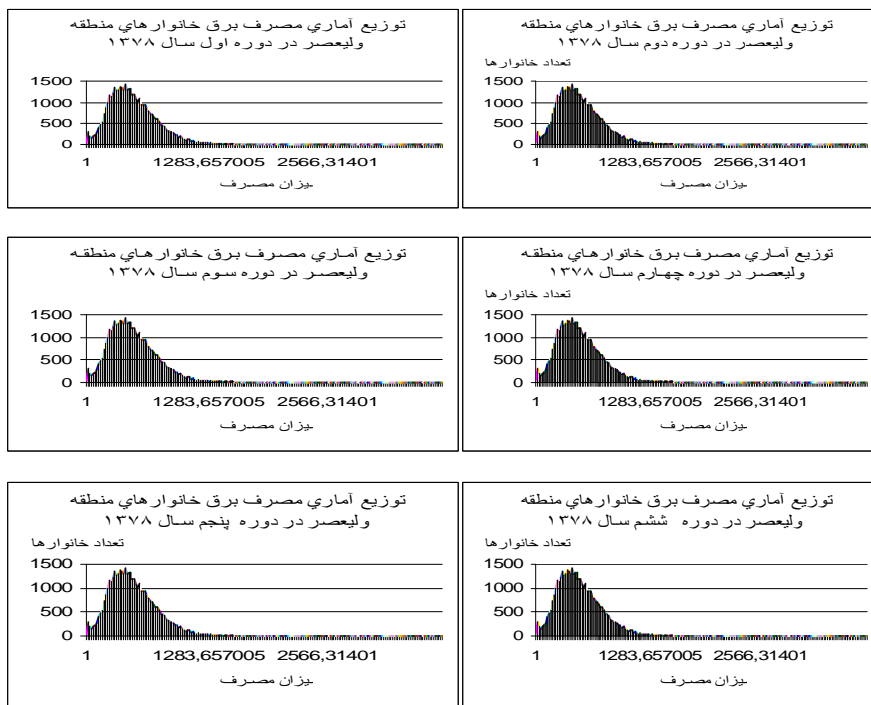 توزيع آماري مصرف برق خانوارهاي منطقه
وليعصر در دوره اول سال ١٣٧٨
1500
1000
500
0
1 1283,657005 2566,31401
يزان مصرف
توزيع آماري مصرف برق خانوارهاي منطقه
وليعصر در دوره دوم سال ١٣٧٨
تعداد خانوارها
1500
1000
500
0
1 1283,657005 2566,31401
يزان مصرف
توزيع آماري مصرف برق خانوارهاي منطقه
وليعصر در دوره سوم سال ١٣٧٨
1500
1000
500
0
1 1283,657005 2566,31401
يزان مصرف
توزيع آماري مصرف برق خانوارهاي منطقه
وليعصر در دوره چهارم سال ١٣٧٨
تعداد خانوارها
1500
1000
500
0
1 1283,657005 2566,31401
يزان مصرف
توزيع آماري مصرف برق خانوارهاي منطقه
وليعصر در دوره پنجم سال ١٣٧٨
تعداد خانوارها
1500
1000
500
0
1 1283,657005 2566,31401
يزان مصرف
توزيع آماري مصرف برق خانوارهاي منطقه
وليعصر در دوره ششم سال ١٣٧٨
تعداد خانوارها
1500
1000
500
0
1 1283,657005 2566,31401
يزان مصرف